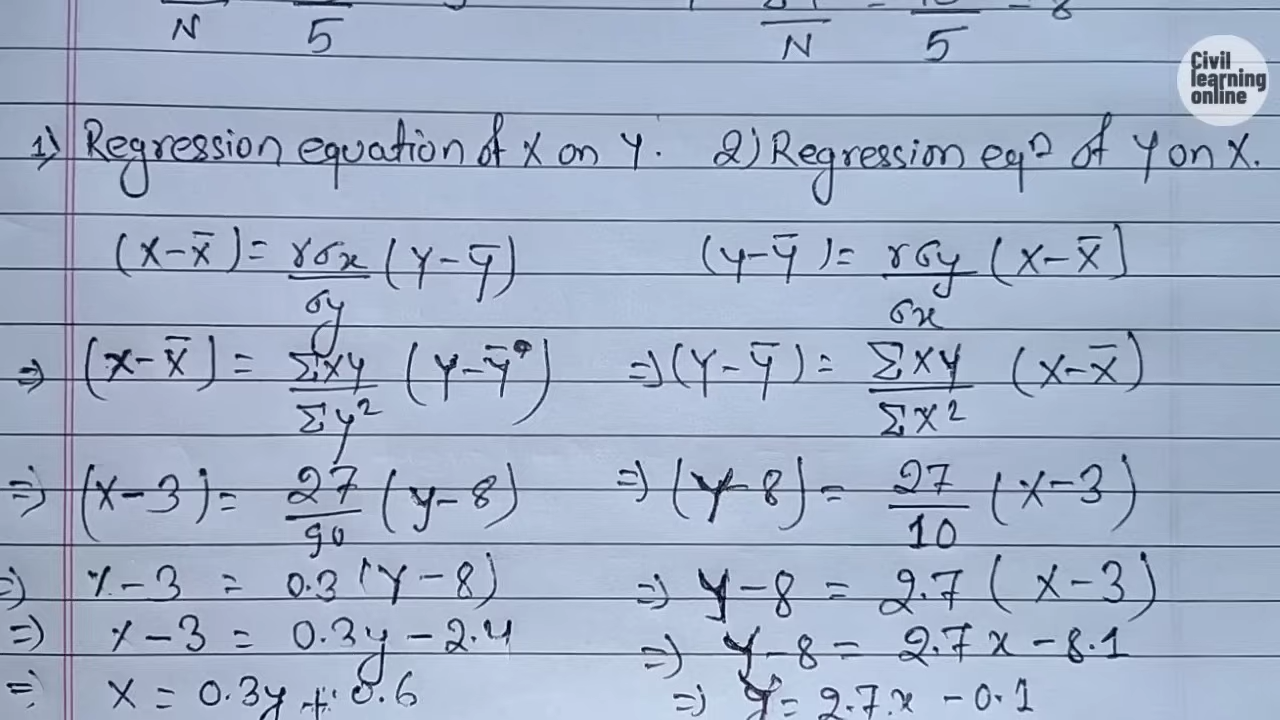 N 5 N 5 8
Civil
learning
online
1) Regression equation of X on Y. 2) Regression eqⁿ of Y on X.
(X-x̄) = rσx/σy (Y-ȳ) (y-ȳ) = rσy/σx (X-x̄]
⇒ (x-x̄) = Σxy/Σy² (y-ȳ) ⇒ (Y-ȳ) = Σxy/Σx² (x-x̄)
⇒ (x-3) = 27/90 (y-8) ⇒ (y-8) = 27/10 (x-3)
⇒ x-3 = 0.3 (Y-8) ⇒ y-8 = 2.7 (x-3)
⇒ x-3 = 0.3y - 2.4 ⇒ y-8 = 2.7x - 8.1
⇒ x = 0.3y + 0.6 ⇒ y = 2.7x - 0.1